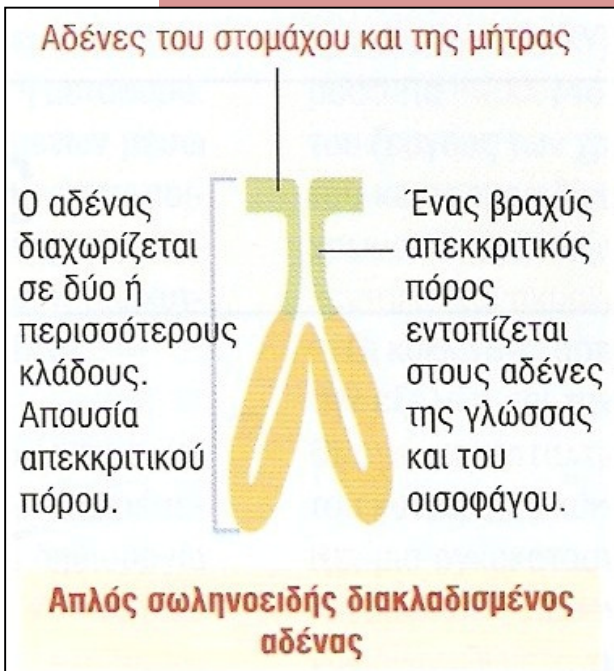 Αδένες του στομάχου και της μήτρας
Ο αδένας
διαχωρίζεται
σε δύο ή
περισσότερους
κλάδους.
Απουσία
απεκκριτικού
πόρου.
Ένας βραχύς
απεκκριτικός
πόρος
εντοπίζεται
στους αδένες
της γλώσσας
και του
οισοφάγου.
Απλός σωληνοειδής διακλαδισμένος
αδένας